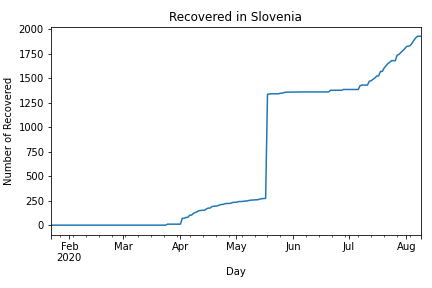 Recovered in Slovenia
Number of Recovered
2000
1750
1500
1250
1000
750
500
250
0
Feb
2020
Mar
Apr
May
Jun
Jul
Aug
Day